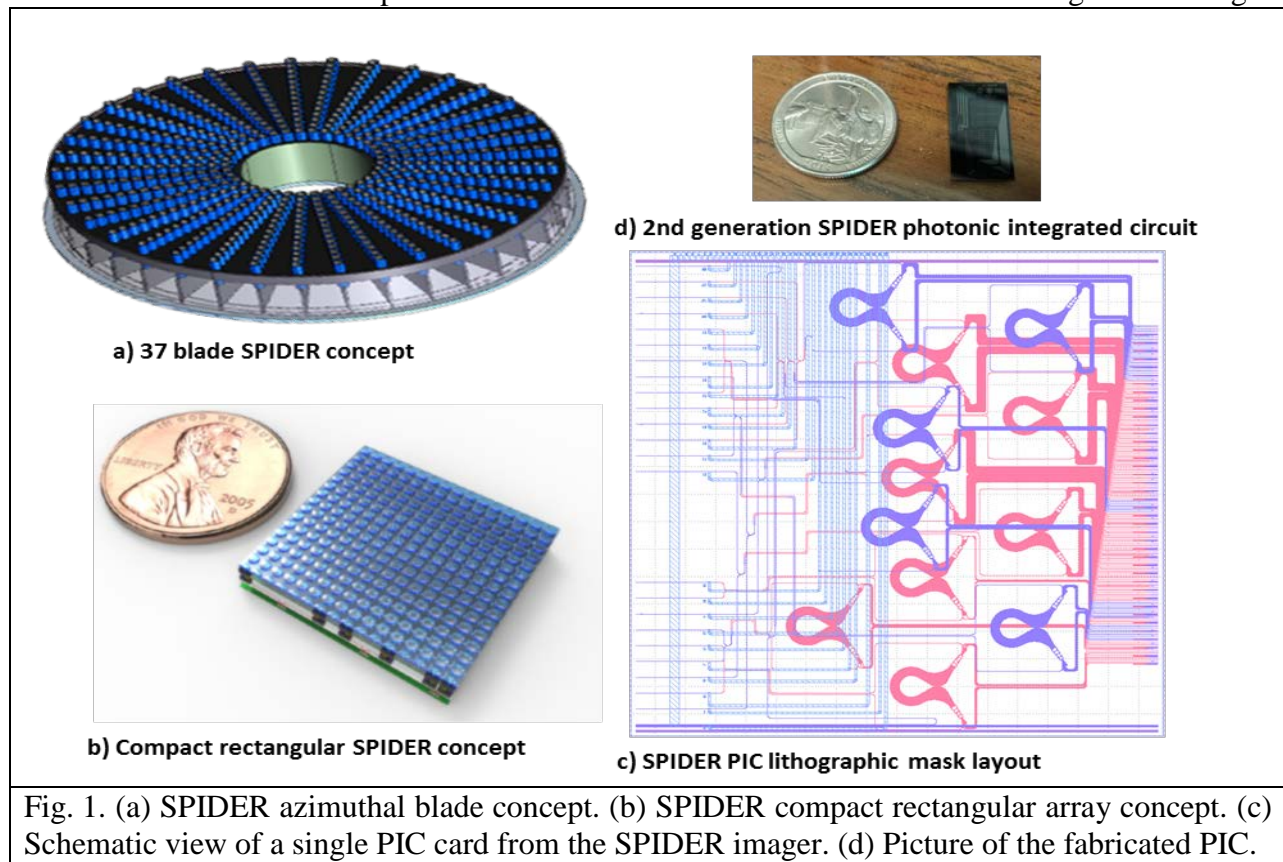 a) 37 blade SPIDER concept
LIBERTY
2005
D
b) Compact rectangular SPIDER concept
d) 2nd generation SPIDER photonic integrated circuit
c) SPIDER PIC lithographic mask layout
Fig. 1. (a) SPIDER azimuthal blade concept. (b) SPIDER compact rectangular array concept. (c)
Schematic view of a single PIC card from the SPIDER imager. (d) Picture of the fabricated PIC.